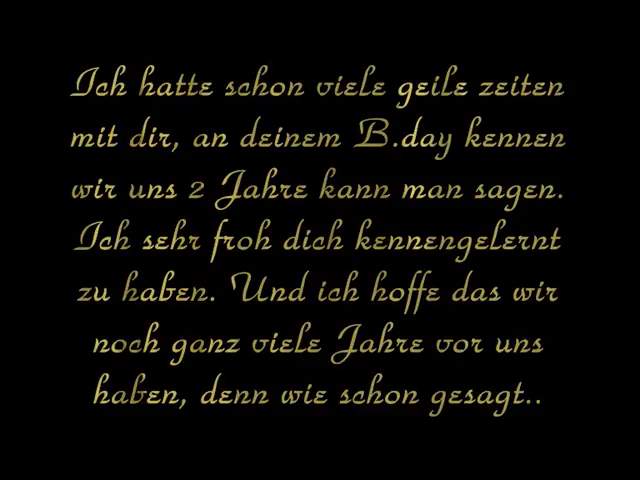 Ich hatte schon viele geile zeiten
mit dir, an deinem B.day kennen
wir uns 2 Jahre kann man sagen.
Ich sehr froh dich kennengelernt
zu haben. Und ich hoffe das wir
noch ganz viele Jahre vor uns
haben, denn wie schon gesagt..